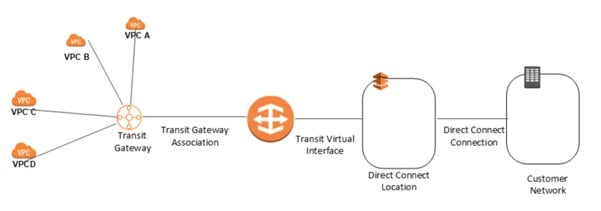 VPC
VPC A
VPC
VPC B
VPC
VPC C
VPC
VPCD
Transit
Gateway
Transit Gateway
Association
Transit Virtual
Interface
Direct Connect
Location
Direct Connect
Connection
Customer
Network